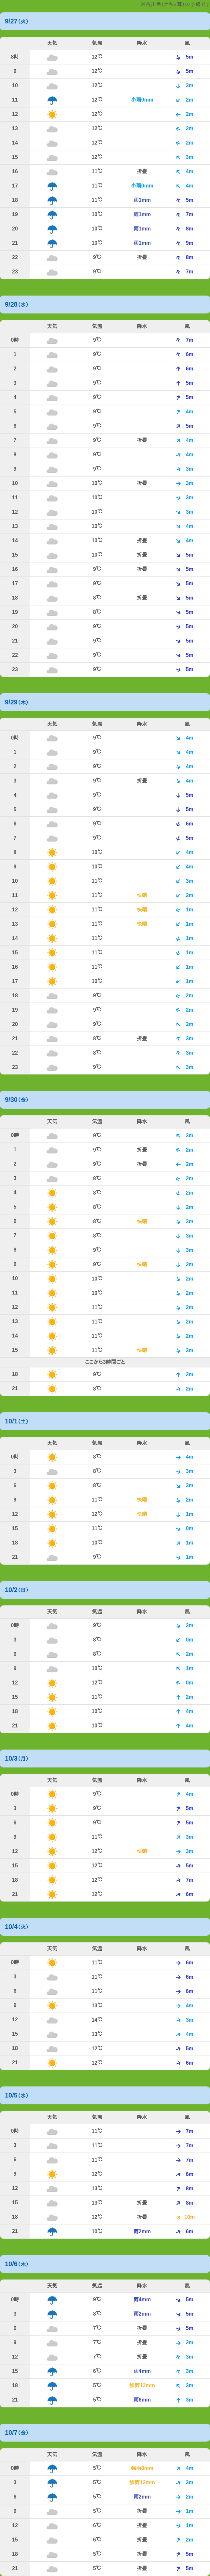 9/27(火)
天気 気温 降水 風
8時 12℃ 5m
9 12℃ 5m
10 12℃ 3m
11 12℃ 小雨0mm 2m
12 12℃ 2m
13 12℃ 2m
14 12℃ 2m
15 12℃ 3m
16 11℃ 折畳 4m
17 11℃ 小雨0mm 4m
18 11℃ 雨1mm 5m
19 10℃ 雨1mm 7m
20 10℃ 雨1mm 8m
21 10℃ 雨1mm 9m
22 9℃ 折畳 8m
23 9℃ 7m
9/28(水)
天気 気温 降水 風
0時 9℃ 7m
1 9℃ 6m
2 9℃ 6m
3 9℃ 5m
4 9℃ 5m
5 9℃ 4m
6 9℃ 5m
7 9℃ 折畳 4m
8 9℃ 4m
9 9℃ 3m
10 10℃ 折畳 3m
11 10℃ 3m
12 10℃ 3m
13 10℃ 4m
14 10℃ 折畳 4m
15 10℃ 折畳 5m
16 9℃ 折畳 5m
17 9℃ 5m
18 8℃ 折畳 5m
19 8℃ 5m
20 9℃ 5m
21 9℃ 5m
22 9℃ 5m
23 9℃ 5m
9/29(木)
天気 気温 降水 風
0時 9℃ 4m
1 9℃ 4m
2 9℃ 4m
3 9℃ 折畳 4m
4 9℃ 5m
5 9℃ 5m
6 9℃ 6m
7 9℃ 5m
8 10℃ 4m
9 10℃ 4m
10 11℃ 3m
11 11℃ 快晴 2m
12 11℃ 快晴 1m
13 11℃ 快晴 1m
14 11℃ 1m
15 11℃ 1m
16 11℃ 1m
17 10℃ 1m
18 9℃ 2m
19 9℃ 2m
20 9℃ 2m
21 8℃ 折畳 3m
22 8℃ 3m
23 9℃ 3m
9/30(金)
天気 気温 降水 風
0時 9℃ 3m
1 9℃ 折畳 2m
2 9℃ 折畳 2m
3 8℃ 2m
4 8℃ 2m
5 8℃ 2m
6 8℃ 快晴 3m
7 8℃ 3m
8 9℃ 3m
9 9℃ 快晴 2m
10 10℃ 2m
11 10℃ 2m
12 11℃ 2m
13 11℃ 2m
14 11℃ 2m
15 11℃ 快晴 2m
ここから3時間ごと
18 9℃ 2m
21 8℃ 2m
10/1(土)
天気 気温 降水 風
0時 8℃ 4m
3 8℃ 3m
6 8℃ 3m
9 11℃ 快晴 2m
12 12℃ 快晴 1m
15 11℃ 0m
18 10℃ 1m
21 9℃ 1m
10/2(日)
天気 気温 降水 風
0時 9℃ 2m
3 8℃ 0m
6 8℃ 2m
9 10℃ 1m
12 12℃ 0m
15 11℃ 2m
18 10℃ 4m
21 10℃ 4m
10/3(月)
天気 気温 降水 風
0時 9℃ 4m
3 9℃ 5m
6 9℃ 5m
9 11℃ 3m
12 12℃ 快晴 3m
15 12℃ 5m
18 12℃ 7m
21 12℃ 6m
10/4(火)
天気 気温 降水 風
0時 11℃ 6m
3 11℃ 6m
6 11℃ 6m
9 13℃ 4m
12 14℃ 3m
15 13℃ 4m
18 12℃ 5m
21 12℃ 6m
10/5(水)
天気 気温 降水 風
0時 11℃ 7m
3 11℃ 7m
6 11℃ 7m
9 12℃ 6m
12 13℃ 8m
15 13℃ 折畳 8m
18 12℃ 折畳 10m
21 10℃ 雨2mm 6m
10/6(木)
天気 気温 降水 風
0時 9℃ 雨4mm 5m
3 8℃ 雨2mm 5m
6 7℃ 折畳 5m
9 7℃ 折畳 2m
12 7℃ 折畳 3m
15 6℃ 雨4mm 3m
18 5℃ 強雨12mm 3m
21 5℃ 雨6mm 3m
10/7(金)
天気 気温 降水 風
0時 5℃ 強雨8mm 4m
3 5℃ 強雨12mm 3m
6 5℃ 雨2mm 2m
9 5℃ 折畳 1m
12 6℃ 折畳 1m
15 6℃ 折畳 2m
18 5℃ 折畳 5m
21 5℃ 折畳 5m